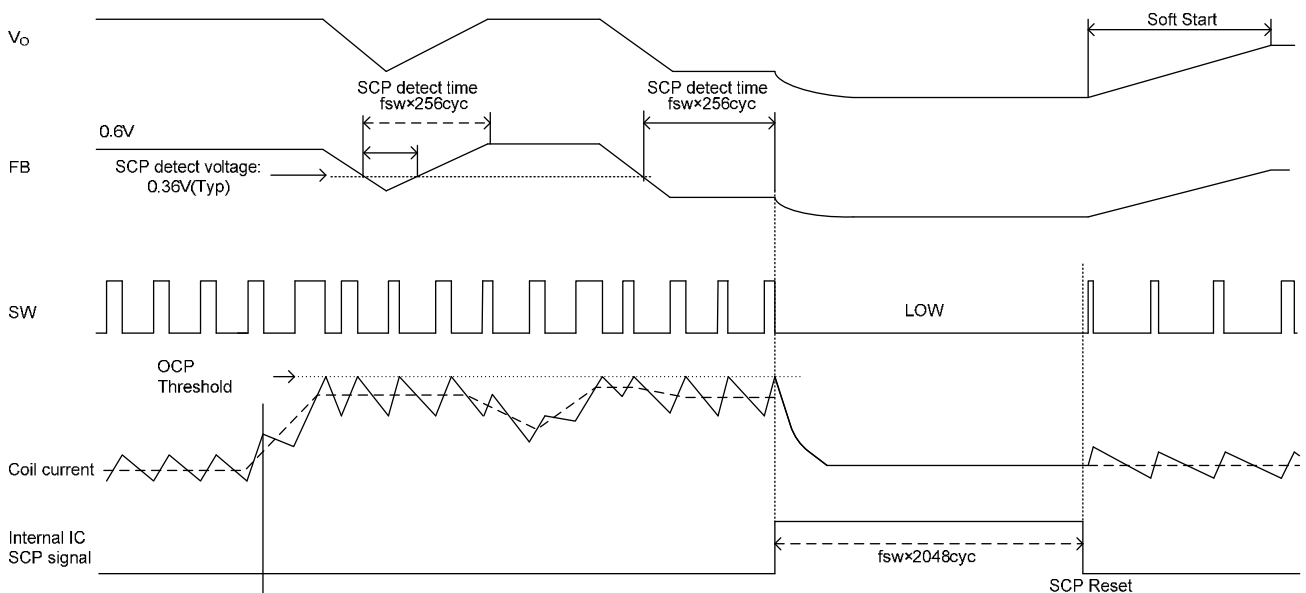 Soft Start
VO
SCP detect time
fsw×256cyc
SCP detect time
fsw×256cyc
0.6V
FB
SCP detect voltage:
0.36V(Typ)
SW
LOW
OCP
Threshold
Coil current
Internal IC
SCP signal
fsw×2048cyc
SCP Reset